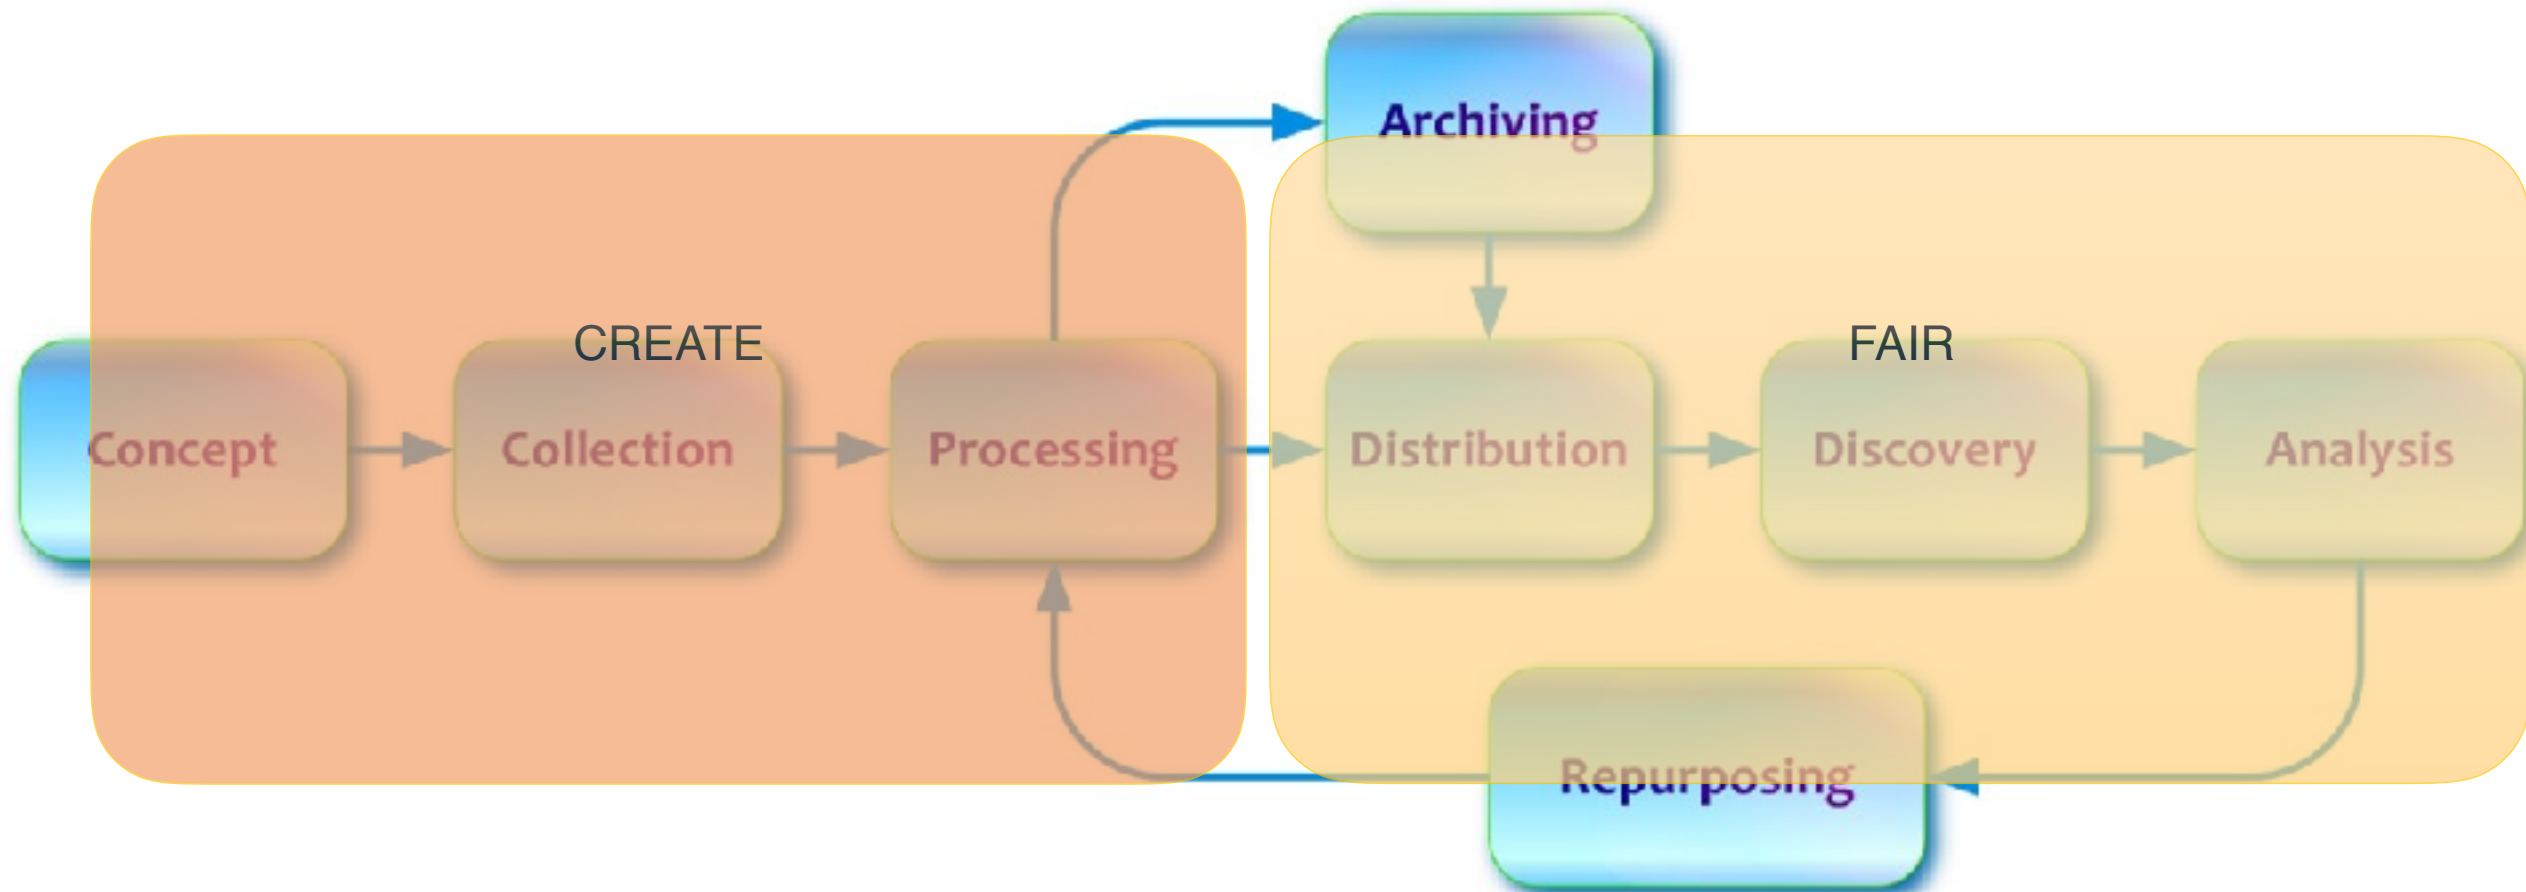 Archiving
CREATE
FAIR
Concept
Collection
Processing
Distribution
Discovery
Analysis
Repurposing